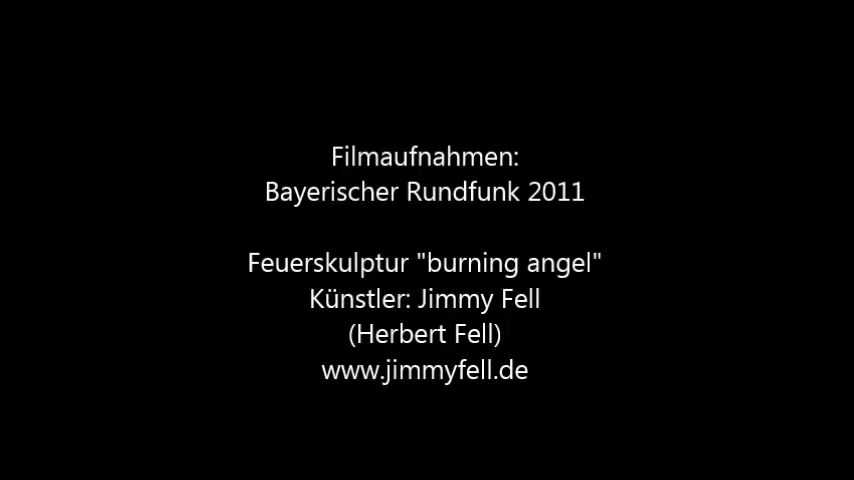 Filmaufnahmen:
Bayerischer Rundfunk 2011
Feuerskulptur "burning angel"
Künstler: Jimmy Fell
(Herbert Fell)
www.jimmyfell.de